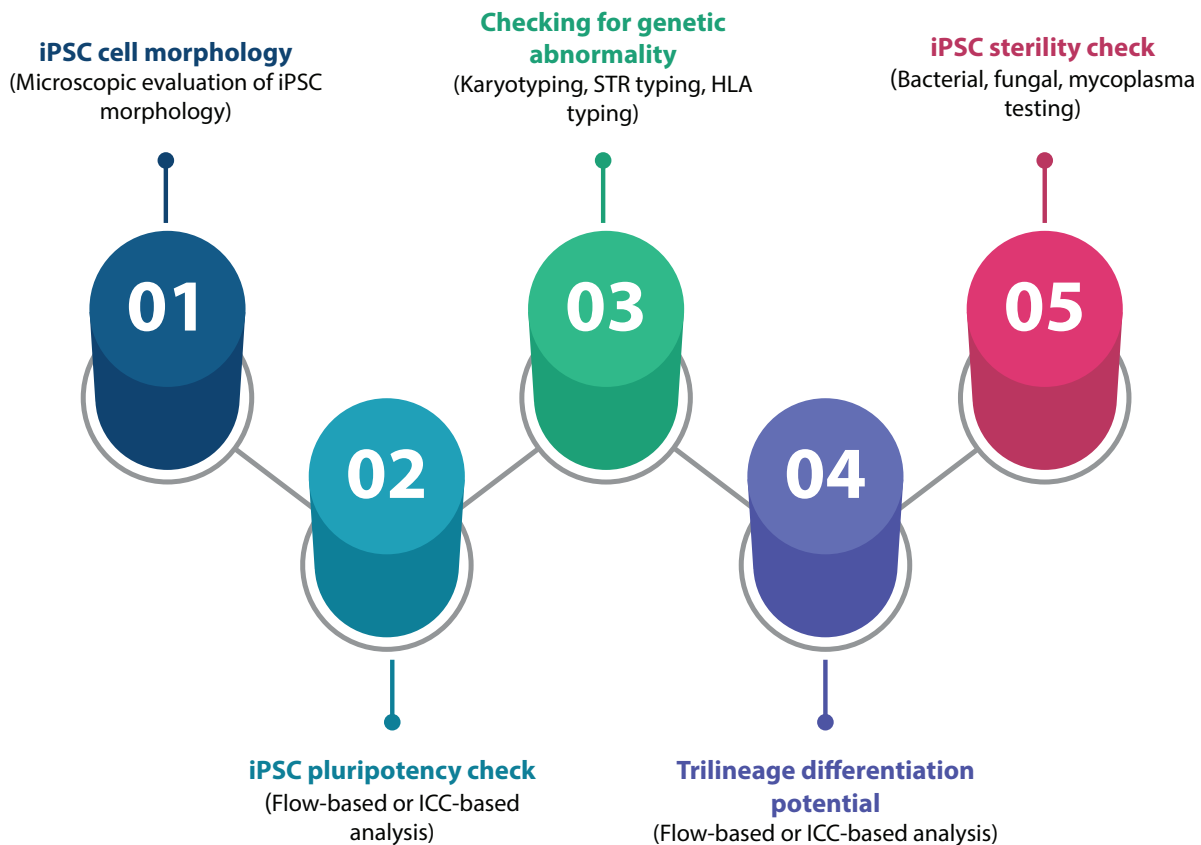 iPSC cell morphology
(Microscopic evaluation of iPSC
morphology)
01
iPSC pluripotency check
(Flow-based or ICC-based
analysis)
02
Checking for genetic
abnormality
(Karyotyping, STR typing, HLA
typing)
03
Trilineage differentiation
potential
(Flow-based or ICC-based analysis)
04
iPSC sterility check
(Bacterial, fungal, mycoplasma
testing)
05